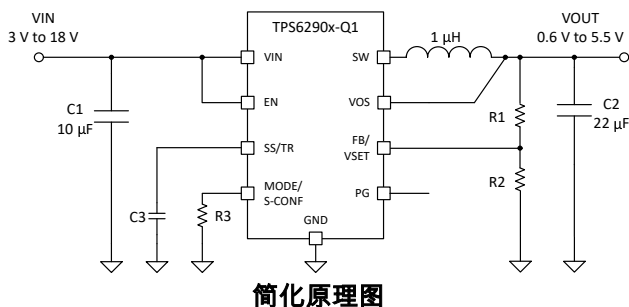 VIN
3 V to 18 V
TPS6290x-Q1
1 µH
VOUT
0.6 V to 5.5 V
VIN
SW
C1
10 µF
EN
VOS
R1
C2
22 µF
SS/TR
FB/
VSET
R2
C3
MODE/
S-CONF
R3
PG
GND
简化原理图